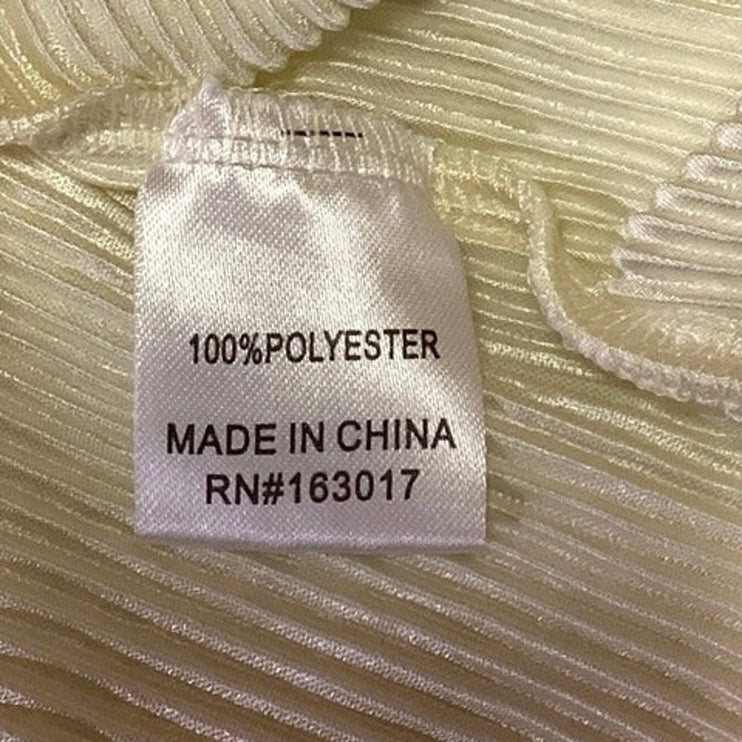 100%POLYESTER
MADE IN CHINA
RN#163017